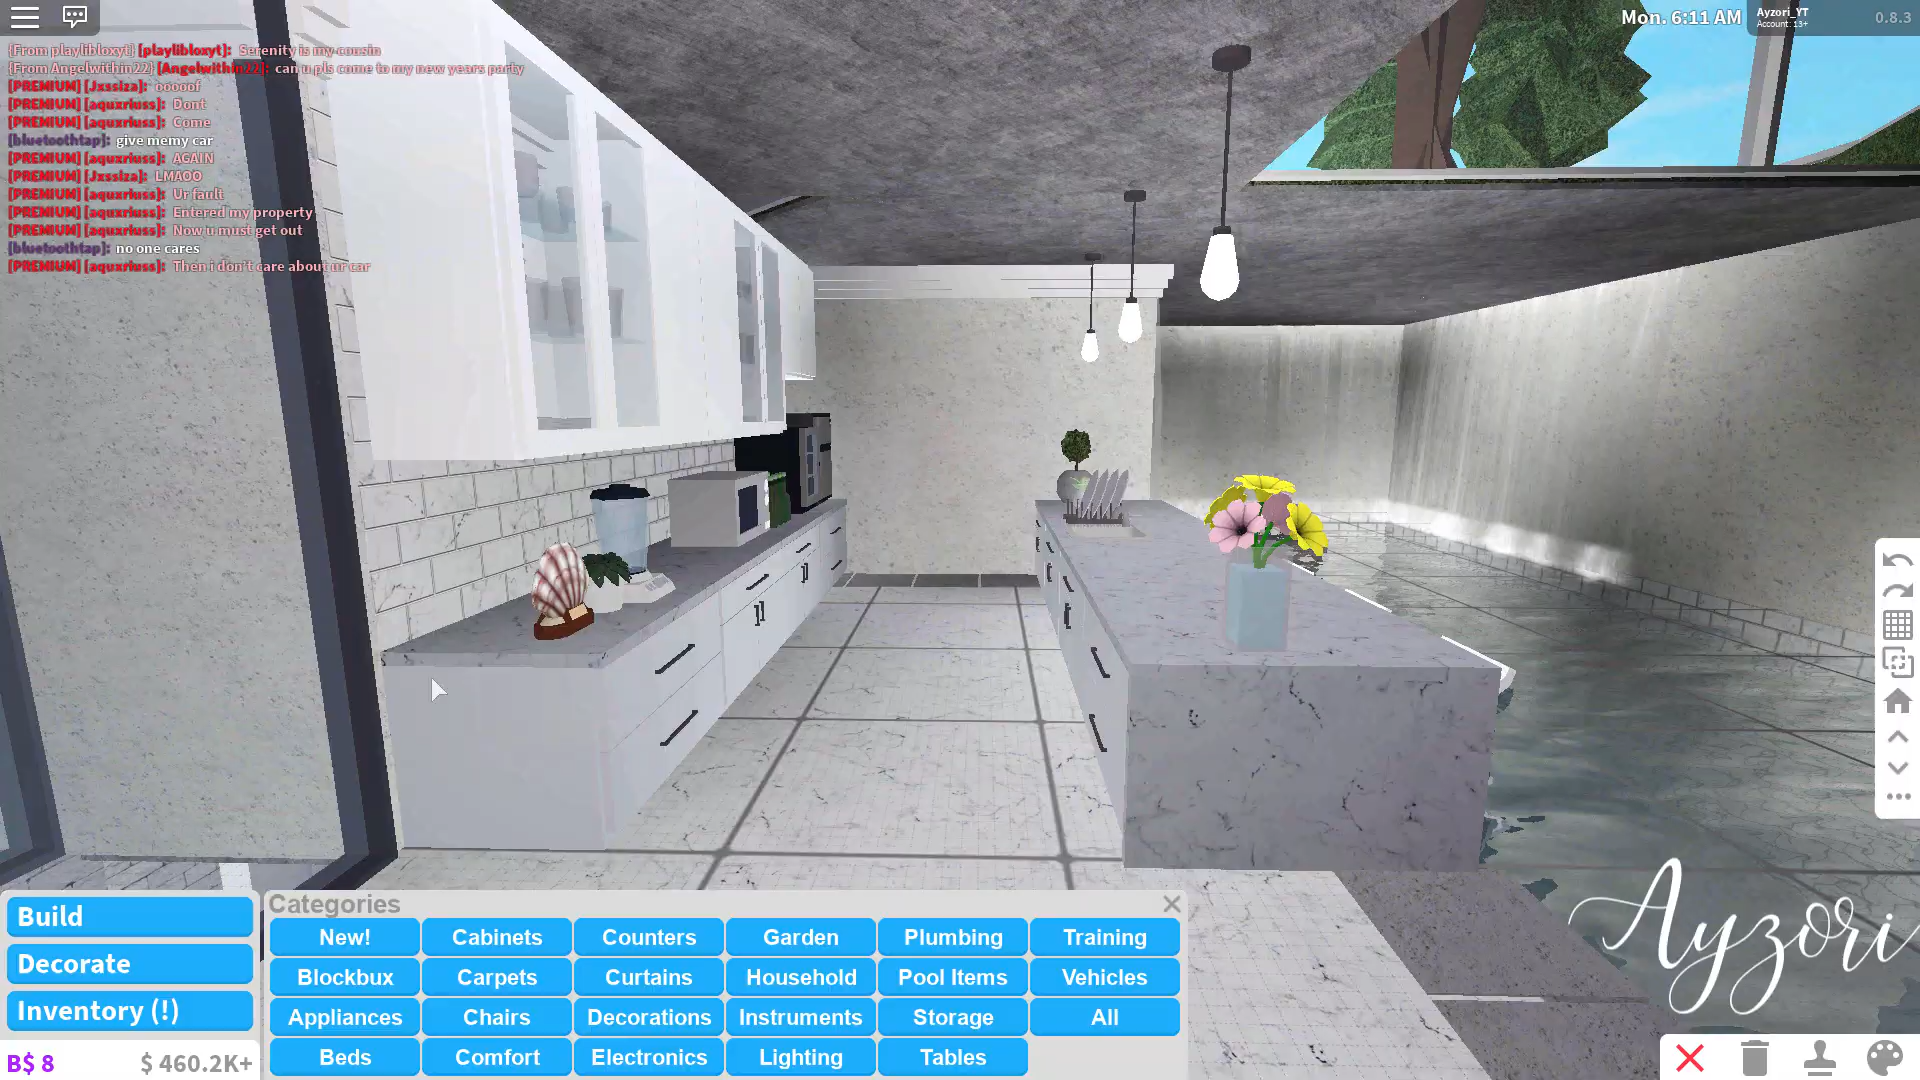 Mon. 6:11 AM
Ayzori_YT
Account: 13+
0.8.3
{From playlibloxyt} [playlibloxyt]: Serenity is my cousin
{From Angelwithin22} [Angelwithin22]: can u pls come to my new years party
[PREMIUM] [Jxssiza]: ooooof
[PREMIUM] [aquxriuss]: Dont
[PREMIUM] [aquxriuss]: Come
[bluetoothtap]: give memy car
[PREMIUM] [aquxriuss]: AGAIN
[PREMIUM] [Jxssiza]: LMAOO
[PREMIUM] [aquxriuss]: Ur fault
[PREMIUM] [aquxriuss]: Entered my property
[PREMIUM] [aquxriuss]: Now u must get out
[bluetoothtap]: no one cares
[PREMIUM] [aquxriuss]: Then i don't care about ur car
Build
Decorate
Inventory (!)
B$ 8 $ 460.2K+
Categories
New! Cabinets Counters Garden Plumbing Training
Blockbux Carpets Curtains Household Pool Items Vehicles
Appliances Chairs Decorations Instruments Storage All
Beds Comfort Electronics Lighting Tables
Ayzori